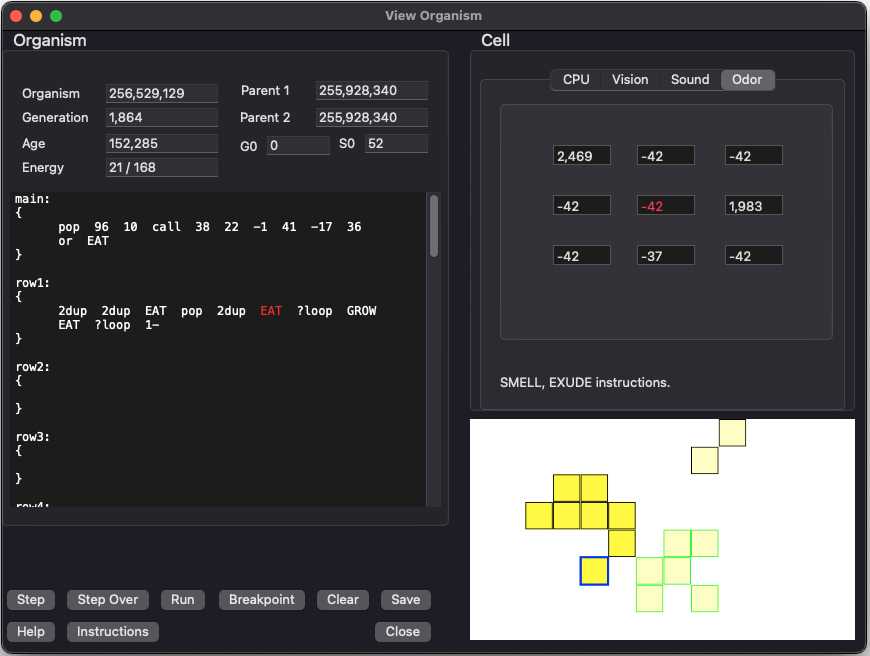 View Organism
Organism
Organism 256,529,129
Parent 1 255,928,340
Generation 1,864
Parent 2 255,928,340
Age 152,285
G0 0 S0 52
Energy 21 / 168
main:
{
pop 96 10 call 38 22 -1 41 -17 36
or EAT
}
row1:
{
2dup 2dup EAT pop 2dup EAT ?loop GROW
EAT ?loop 1-
}
row2:
{
}
row3:
{
}
row4:
Step Step Over Run Breakpoint Clear Save
Help Instructions Close
Cell
CPU Vision Sound Odor
2,469 -42 -42
-42 -42 1,983
-42 -37 -42
SMELL, EXUDE instructions.